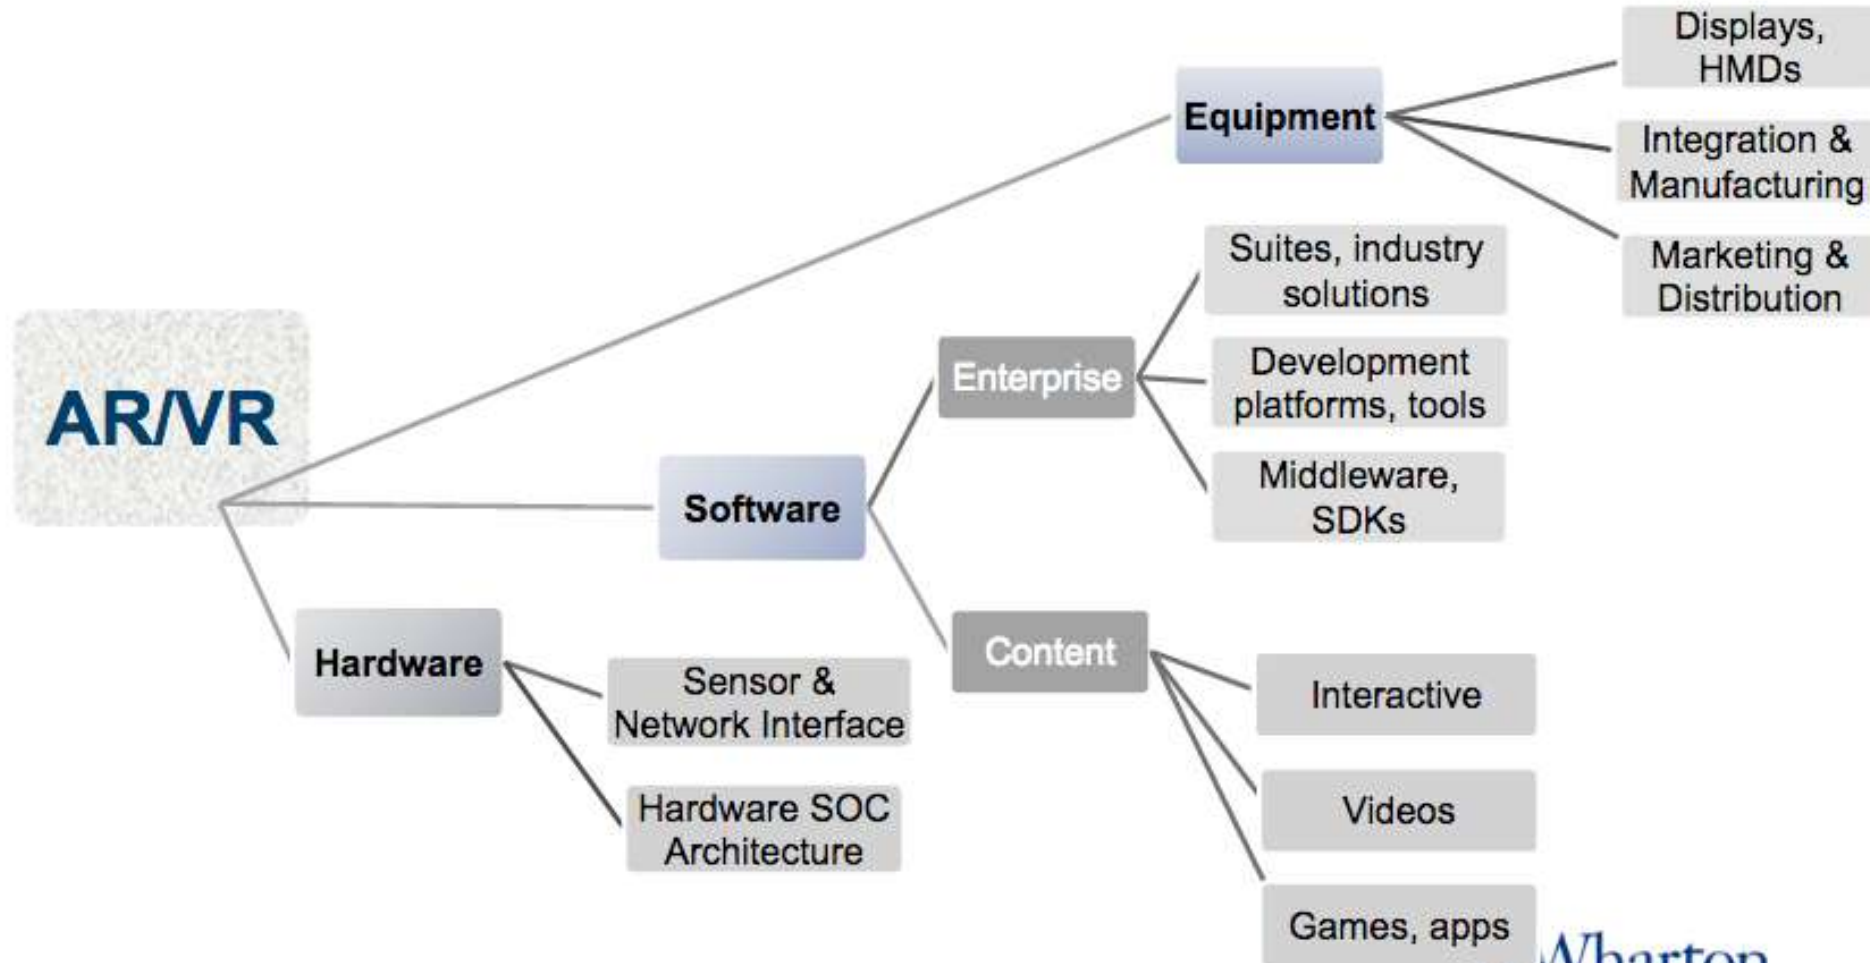 AR/VR
Equipment
Displays,
HMDs
Integration &
Manufacturing
Marketing &
Distribution
Software
Enterprise
Suites, industry
solutions
Development
platforms, tools
Middleware,
SDKs
Content
Interactive
Videos
Games, apps
Hardware
Sensor &
Network Interface
Hardware SOC
Architecture
Wharton